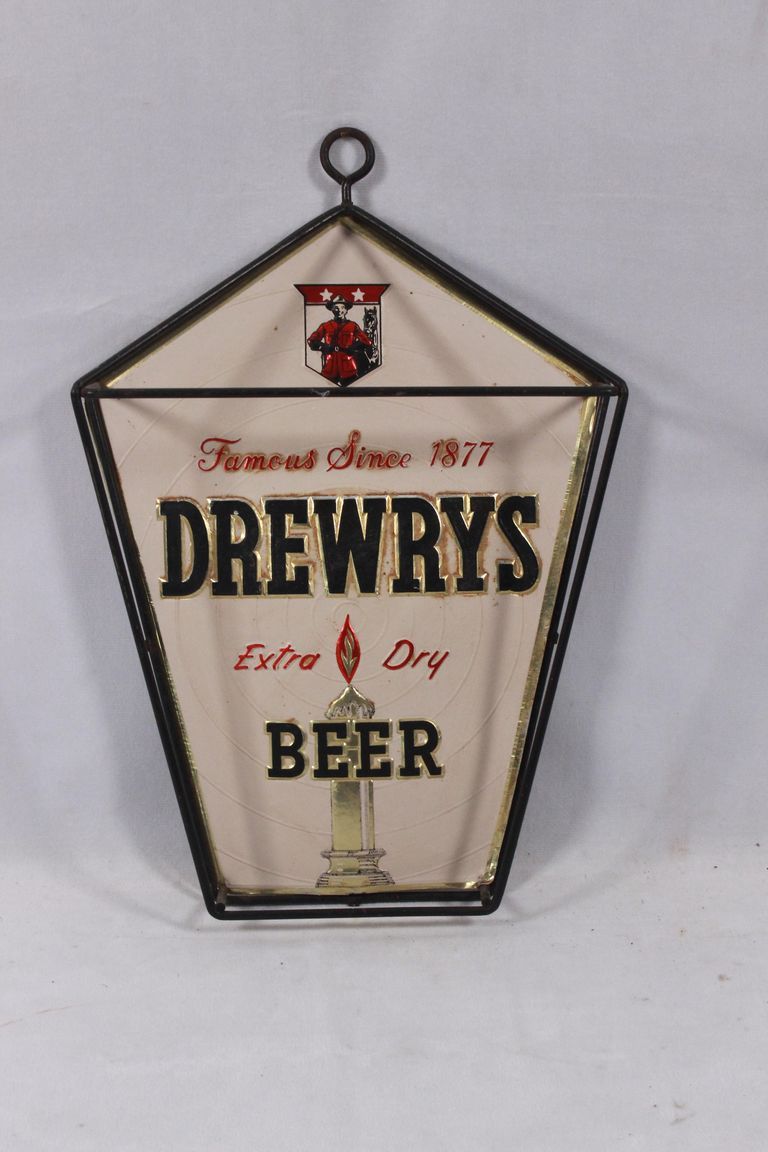 Famous Since 1877
DREWRYS
Extra Dry
BEER